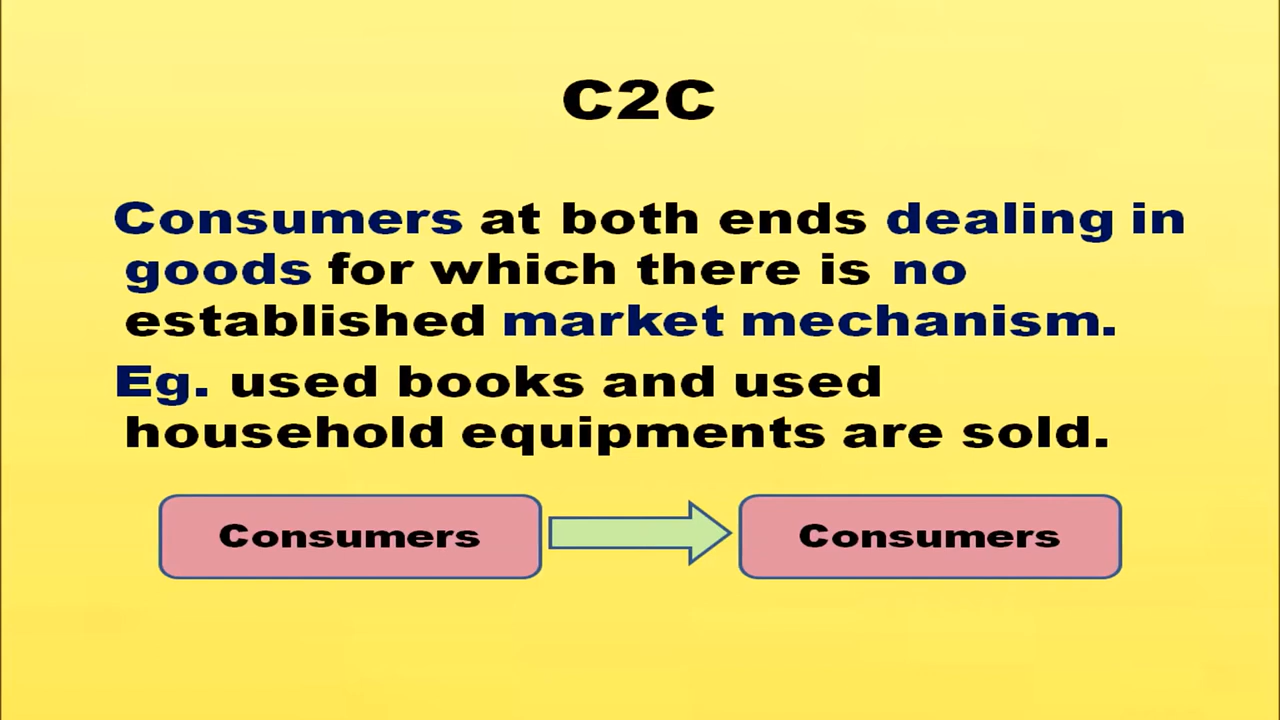 C2C
Consumers at both ends dealing in
goods for which there is no
established market mechanism.
Eg. used books and used
household equipments are sold.
Consumers
Consumers